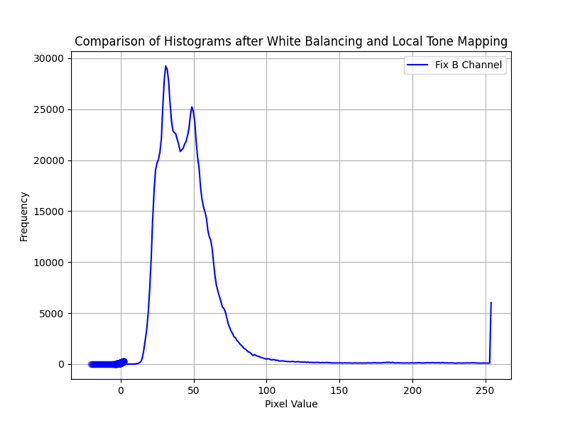 Comparison of Histograms after White Balancing and Local Tone Mapping
Fix B Channel
30000
25000
20000
15000
10000
5000
0
Frequency
0 50 100 150 200 250
Pixel Value